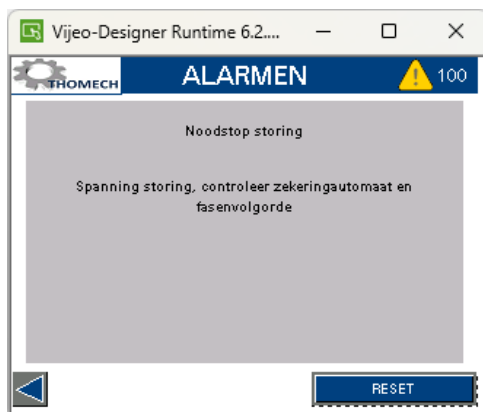 Vijeo-Designer Runtime 6.2....
THOMECH
ALARMEN
100
Noodstop storing
Spanning storing, controleer zekeringautomaat en
fasenvolgorde
RESET